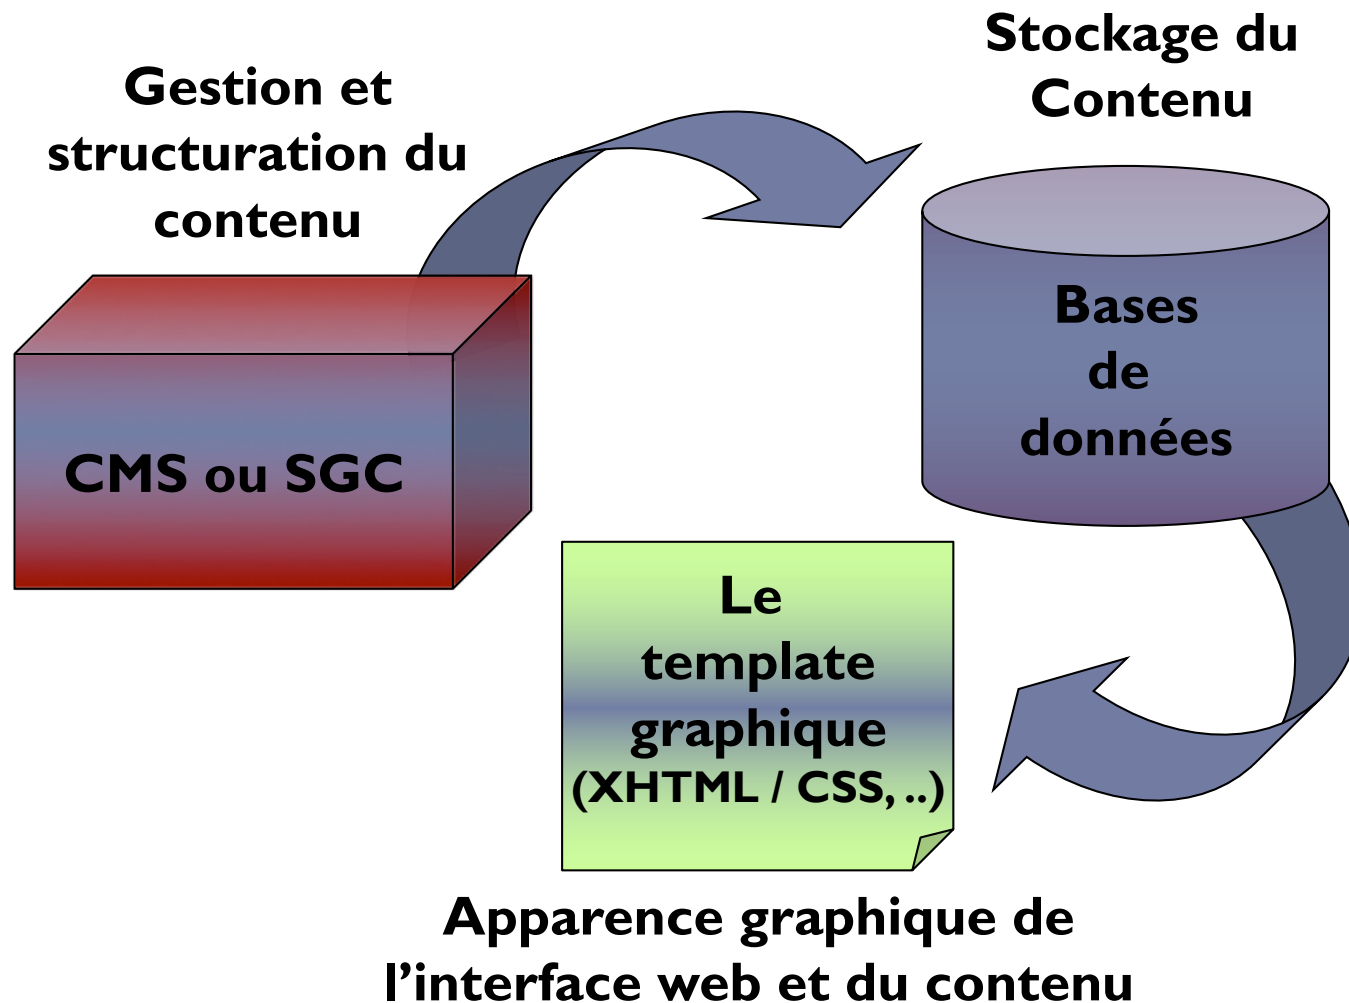 Gestion et
structuration du
contenu
CMS ou SGC
Stockage du
Contenu
Bases
de
données
Le
template
graphique
(XHTML / CSS, ..)
Apparence graphique de
l’interface web et du contenu